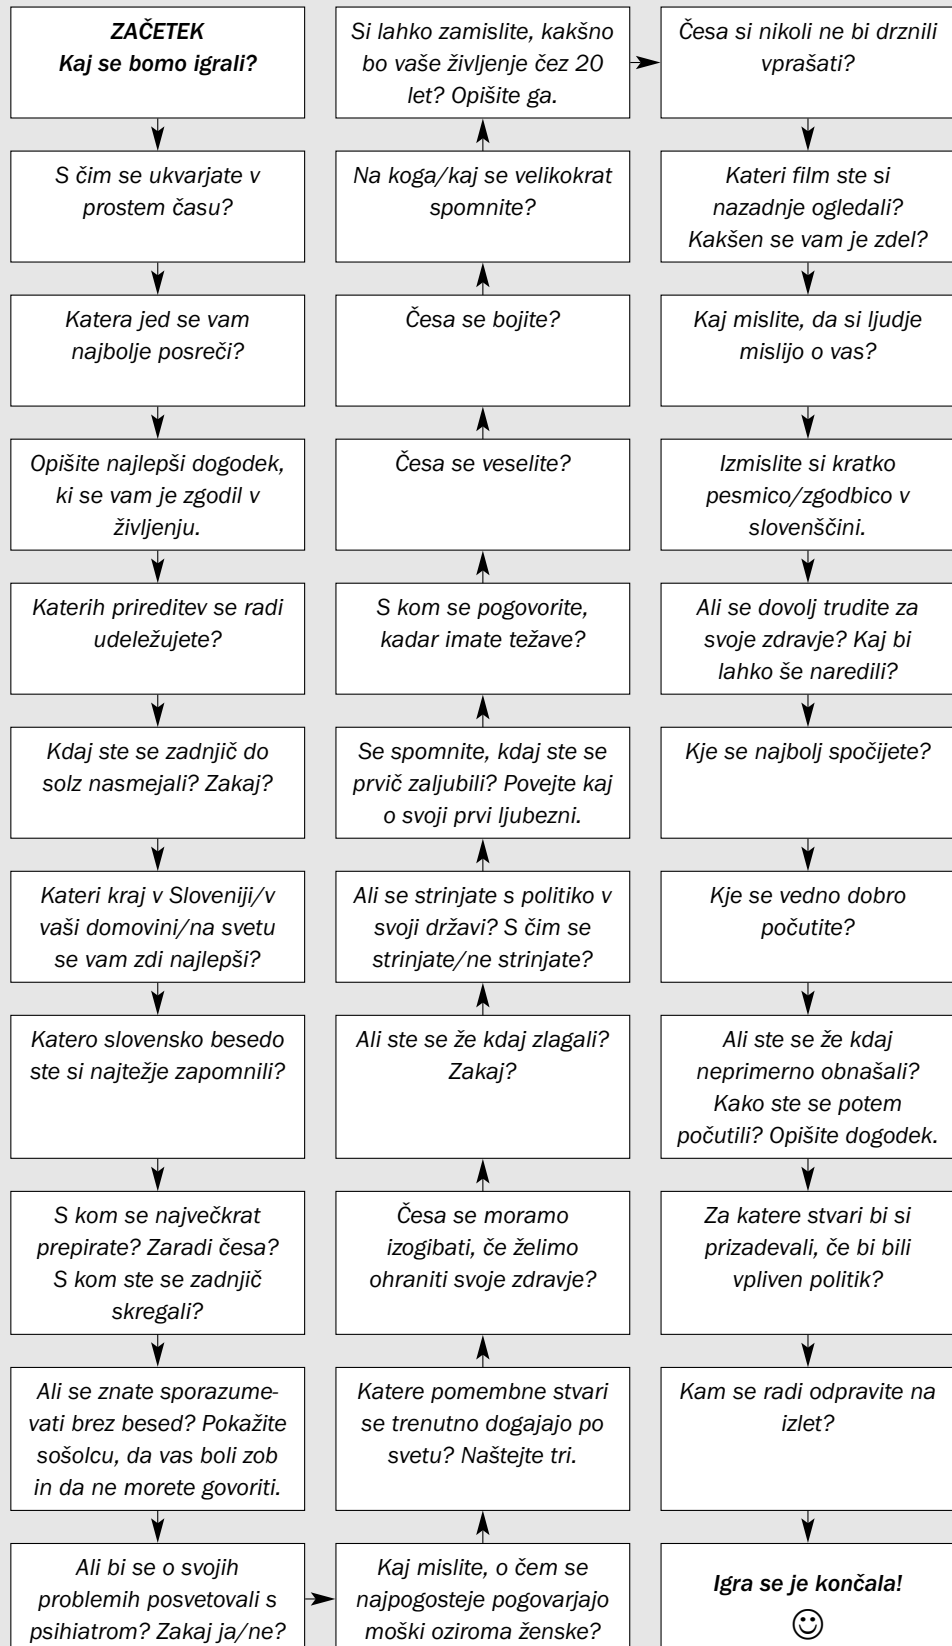 ZAČETEK
Kaj se bomo igrali?
S čim se ukvarjate v
prostem času?
Katera jed se vam
najbolje posreči?
Opišite najlepši dogodek,
ki se vam je zgodil v
življenju.
Katerih prireditev se radi
udeležujete?
Kdaj ste se zadnjič do
solz nasmejali? Zakaj?
Kateri kraj v Sloveniji/v
vaši domovini/na svetu
se vam zdi najlepši?
Katero slovensko besedo
ste si najtežje zapomnili?
S kom se največkrat
prepirate? Zaradi česa?
S kom ste se zadnjič
skregali?
Ali se znate sporazume-
vati brez besed? Pokažite
sošolcu, da vas boli zob
in da ne morete govoriti.
Ali bi se o svojih
problemih posvetovali s
psihiatrom? Zakaj ja/ne?
Kaj mislite, o čem se
najpogosteje pogovarjajo
moški oziroma ženske?
Katere pomembne stvari
se trenutno dogajajo po
svetu? Naštejte tri.
Česa se moramo
izogibati, če želimo
ohraniti svoje zdravje?
Ali ste se že kdaj zlagali?
Zakaj?
Ali se strinjate s politiko v
svoji državi? S čim se
strinjate/ne strinjate?
Se spomnite, kdaj ste se
prvič zaljubili? Povejte kaj
o svoji prvi ljubezni.
S kom se pogovorite,
kadar imate težave?
Česa se veselite?
Česa se bojite?
Na koga/kaj se velikokrat
spomnite?
Si lahko zamislite, kakšno
bo vaše življenje čez 20
let? Opišite ga.
Česa si nikoli ne bi drznili
vprašati?
Kateri film ste si
nazadnje ogledali?
Kakšen se vam je zdel?
Kaj mislite, da si ljudje
mislijo o vas?
Izmislite si kratko
pesmico/zgodbico v
slovenščini.
Ali se dovolj trudite za
svoje zdravje? Kaj bi
lahko še naredili?
Kje se najbolj spočijete?
Kje se vedno dobro
počutite?
Ali ste se že kdaj
neprimerno obnašali?
Kako ste se potem
počutili? Opišite dogodek.
Za katere stvari bi si
prizadevali, če bi bili
vpliven politik?
Kam se radi odpravite na
izlet?
Igra se je končala!